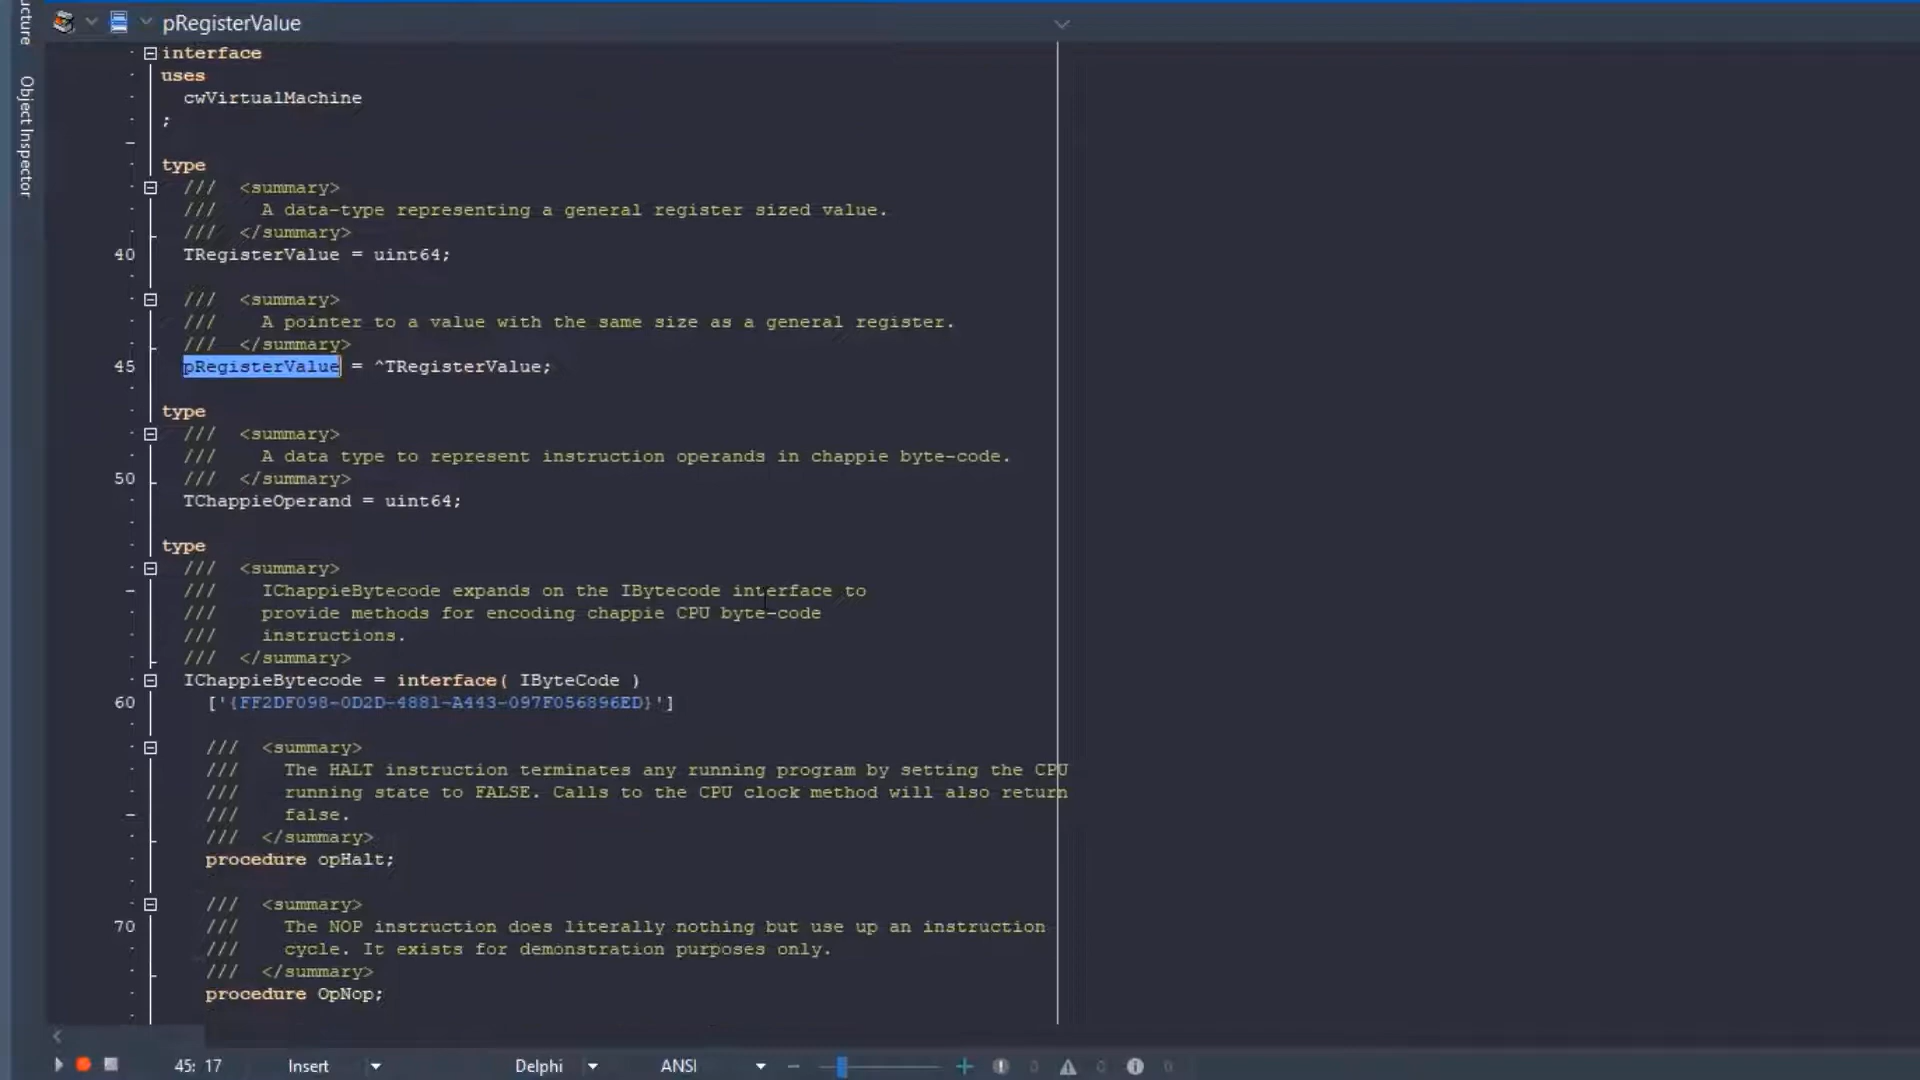 ucture
Object Inspector
pRegisterValue
interface
uses
cwVirtualMachine
;
type
/// <summary>
/// A data-type representing a general register sized value.
/// </summary>
40 TRegisterValue = uint64;
/// <summary>
/// A pointer to a value with the same size as a general register.
/// </summary>
45 pRegisterValue = ^TRegisterValue;
type
/// <summary>
/// A data type to represent instruction operands in chappie byte-code.
50 /// </summary>
TChappieOperand = uint64;
type
/// <summary>
/// IChappieBytecode expands on the IBytecode interface to
/// provide methods for encoding chappie CPU byte-code
/// instructions.
/// </summary>
IChappieBytecode = interface( IByteCode )
60 ['{FF2DF098-0D2D-4881-A443-097F056896ED}']
/// <summary>
/// The HALT instruction terminates any running program by setting the CPU
/// running state to FALSE. Calls to the CPU clock method will also return
/// false.
/// </summary>
procedure opHalt;
/// <summary>
70 /// The NOP instruction does literally nothing but use up an instruction
/// cycle. It exists for demonstration purposes only.
/// </summary>
procedure OpNop;
45: 17 Insert Delphi ANSI 0 0 0